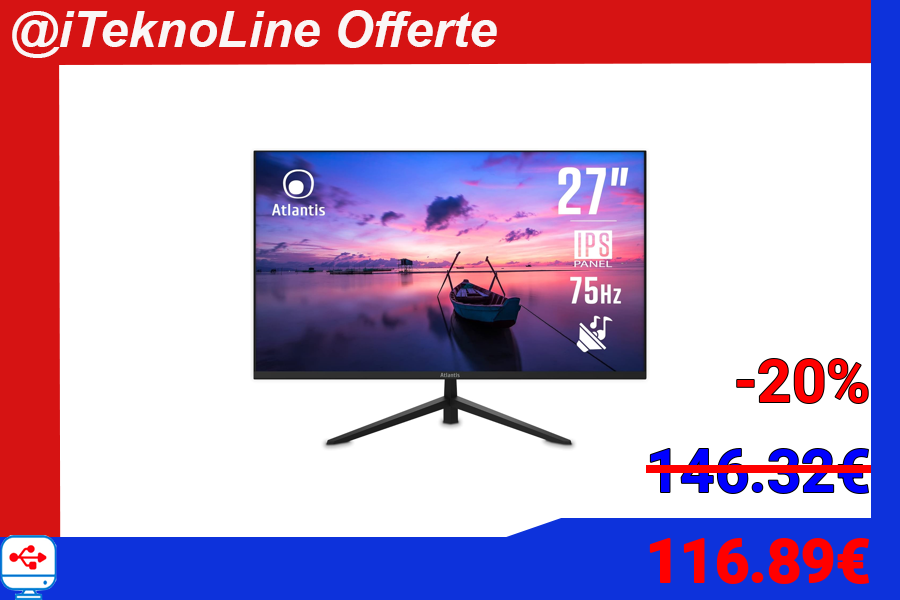 @iTeknoLine Offerte
Atlantis
27"
IPS
PANEL
75Hz
Atlantis
-20%
146.32€
116.89€